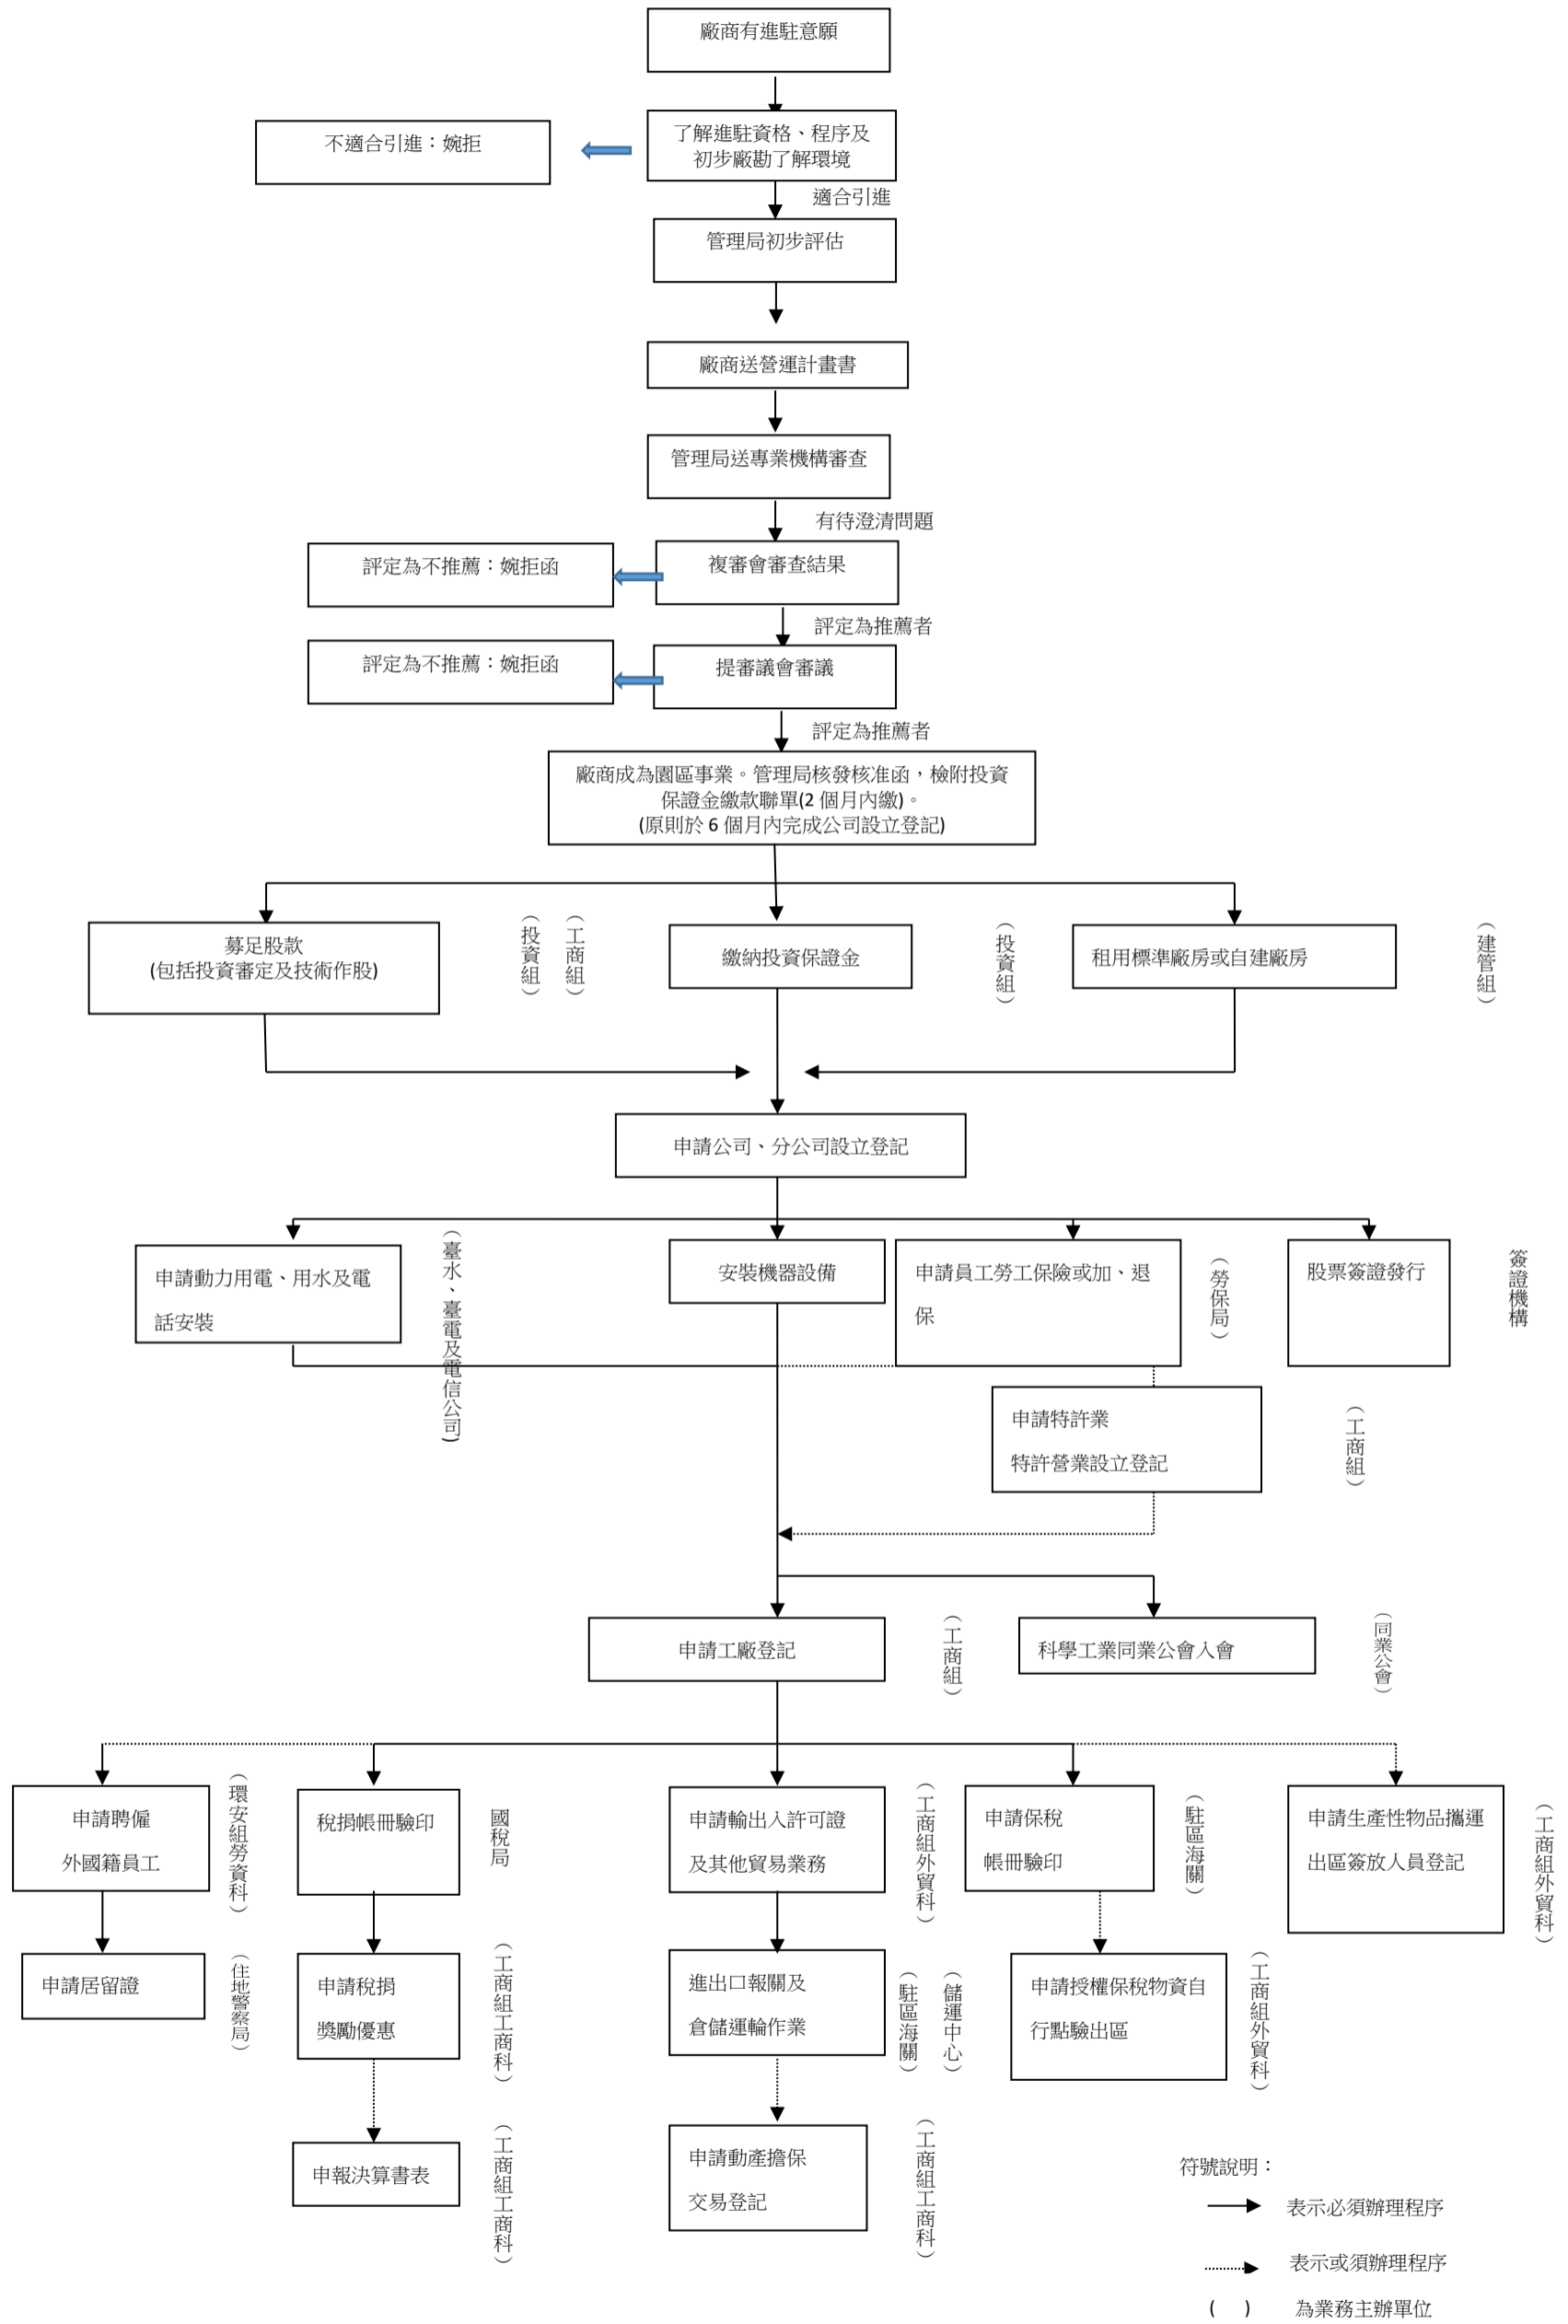 廠商有進駐意願
不適合引進：婉拒
了解進駐資格、程序及
初步廠勘了解環境
適合引進
管理局初步評估
廠商送營運計畫書
管理局送專業機構審查
有待澄清問題
評定為不推薦：婉拒函
複審會審查結果
評定為推薦者
評定為不推薦：婉拒函
提審議會審議
評定為推薦者
廠商成為園區事業。管理局核發核准函，檢附投資
保證金繳款聯單(2 個月內繳)。
(原則於 6 個月內完成公司設立登記)
募足股款
(包括投資審定及技術作股)
（投資組）
（工商組）
繳納投資保證金
（投資組）
租用標準廠房或自建廠房
（建管組）
申請公司、分公司設立登記
申請動力用電、用水及電
話安裝
（臺水、臺電及電信公司)
安裝機器設備
申請員工勞工保險或加、退
保
（勞保局）
股票簽證發行
簽證機構
申請特許業
特許營業設立登記
（工商組）
申請工廠登記
（工商組）
科學工業同業公會入會
（同業公會）
申請聘僱
外國籍員工
（環安組勞資科）
稅捐帳冊驗印
國稅局
申請輸出入許可證
及其他貿易業務
（工商組外貿科）
申請保稅
帳冊驗印
（駐區海關）
申請生產性物品攜運
出區簽放人員登記
（工商組外貿科）
申請居留證
（住地警察局）
申請稅捐
獎勵優惠
（工商組工商科）
進出口報關及
倉儲運輪作業
（駐區海關）
（儲運中心）
申請授權保稅物資自
行點驗出區
（工商組外貿科）
申報決算書表
（工商組工商科）
申請動產擔保
交易登記
（工商組工商科）
符號說明：
表示必須辦理程序
表示或須辦理程序
( ) 為業務主辦單位